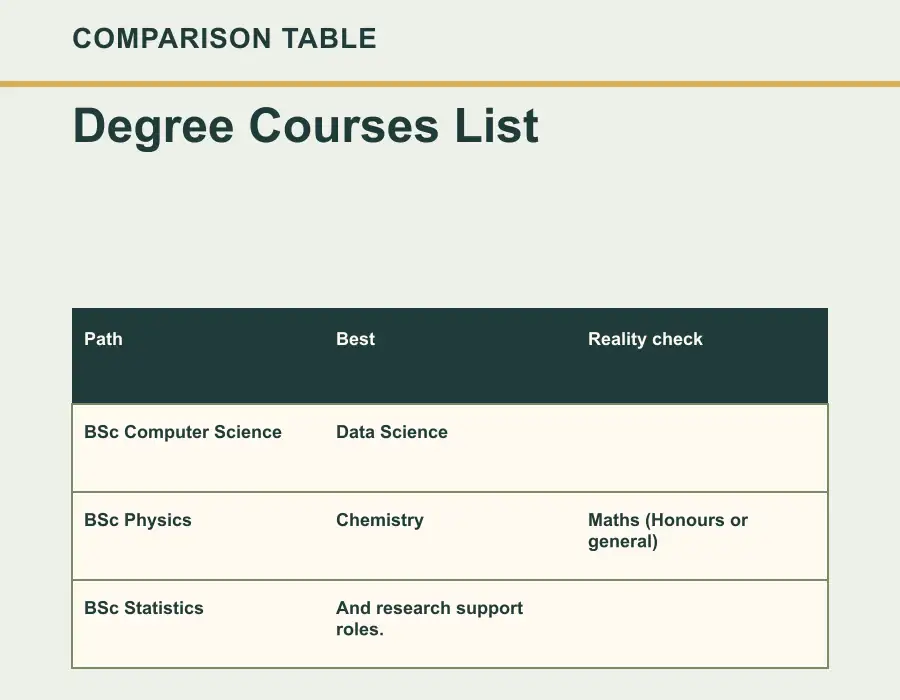 COMPARISON TABLE
Degree Courses List
Path Best Reality check
BSc Computer Science Data Science
BSc Physics Chemistry Maths (Honours or
general)
BSc Statistics And research support
roles.